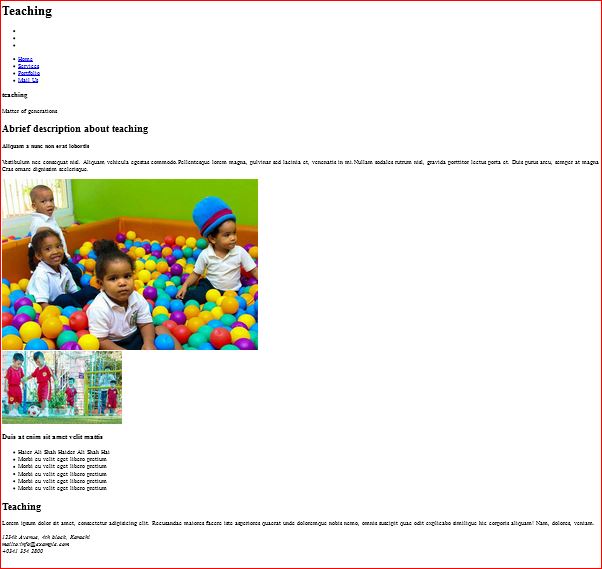 Teaching
Home
Services
Portfolio
Mail Us
teaching
Matter of generations
Abrief description about teaching
Aliquam a nunc non erat lobortis
Vestibulum nec consequat nisl. Aliquam vehicula egestas commodo.Pellentesque lorem magna, pulvinar sed lacinia et, venenatis in mi.Nullam sodales rutrum nisl, gravida porttitor lectus porta et. Duis purus arcu, semper at magna
Cras ornare dignissim scelerisque.
Duis at enim sit amet velit mattis
Haier Ali Shah Haider Ali Shah Hai
Morbi eu velit eget libero pretium
Morbi eu velit eget libero pretium
Morbi eu velit eget libero pretium
Morbi eu velit eget libero pretium
Morbi eu velit eget libero pretium
Teaching
Lorem ipsum dolor sit amet, consectetur adipisicing elit. Recusandae maiores facere iste asperiores quaerat unde doloremque nobis nemo, omnis suscipit quae odit explicabo similique hic corporis aliquam! Nam, dolores, veniam.
1234k Avenue, 4th block, Karachi
mailto:info@example.com
+0341 354 2800